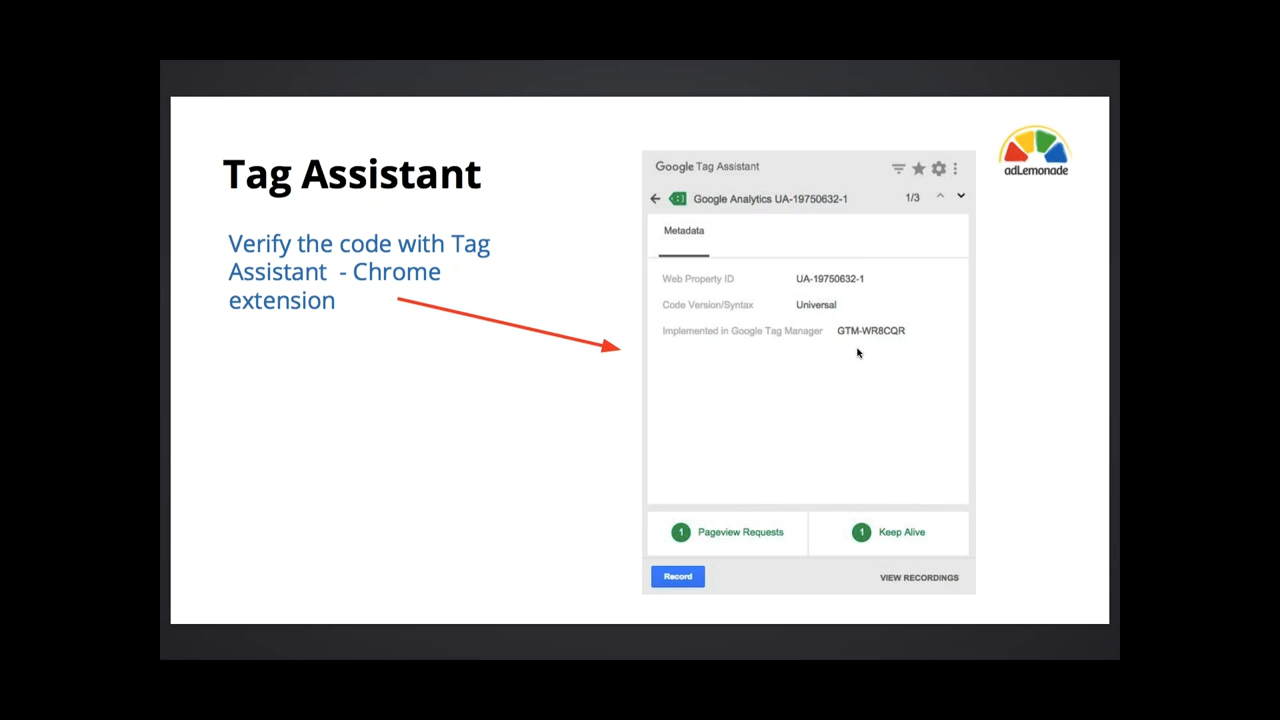 Tag Assistant
Verify the code with Tag
Assistant - Chrome
extension
adLemonade
Google Tag Assistant
Google Analytics UA-19750632-1 1/3
Metadata
Web Property ID UA-19750632-1
Code Version/Syntax Universal
Implemented in Google Tag Manager GTM-WR8CQR
1 Pageview Requests 1 Keep Alive
Record VIEW RECORDINGS